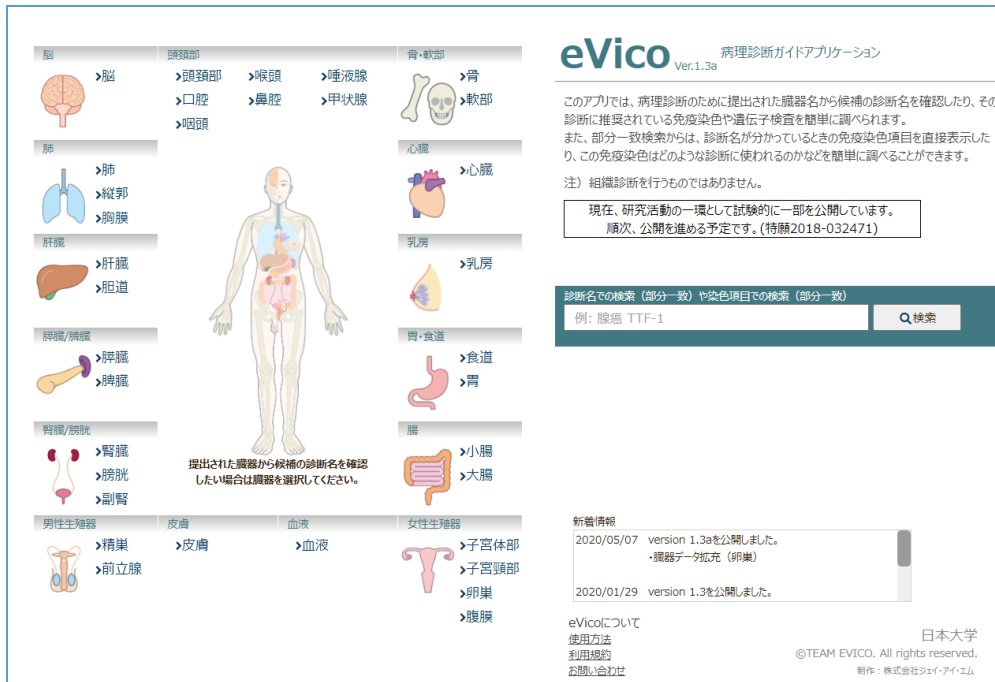 脳
>脳
頭頚部
>頭頚部 >喉頭 >唾液腺
>口腔 >鼻腔 >甲状腺
>咽頭
骨・軟部
>骨
>軟部
肺
>肺
>縦郭
>胸膜
心臓
>心臓
肝臓
>肝臓
>胆道
乳房
>乳房
膵臓/脾臓
>膵臓
>脾臓
胃・食道
>食道
>胃
腎臓/膀胱
>腎臓
>膀胱
>副腎
腸
>小腸
>大腸
提出された臓器から候補の診断名を確認
したい場合は臓器を選択してください。
男性生殖器
>精巣
>前立腺
皮膚
>皮膚
血液
>血液
女性生殖器
>子宮体部
>子宮頸部
>卵巣
>腹膜
eVico Ver.1.3a 病理診断ガイドアプリケーション
このアプリでは、病理診断のために提出された臓器名から候補の診断名を確認したり、その
診断に推奨されている免疫染色や遺伝子検査を簡単に調べられます。
また、部分一致検索からは、診断名が分かっているときの免疫染色項目を直接表示した
り、この免疫染色はどのような診断に使われるのかなどを簡単に調べることができます。
注）組織診断を行うものではありません。
現在、研究活動の一環として試験的に一部を公開しています。
順次、公開を進める予定です。(特願2018-032471)
診断名での検索（部分一致）や染色項目での検索（部分一致）
例: 腺癌 TTF-1
検索
新着情報
2020/05/07 version 1.3aを公開しました。
・臓器データ拡充（卵巣）
2020/01/29 version 1.3を公開しました。
eVicoについて
使用方法
利用規約
お問い合わせ
日本大学
©TEAM EVICO. All rights reserved.
制作：株式会社ジェイ・アイ・エム